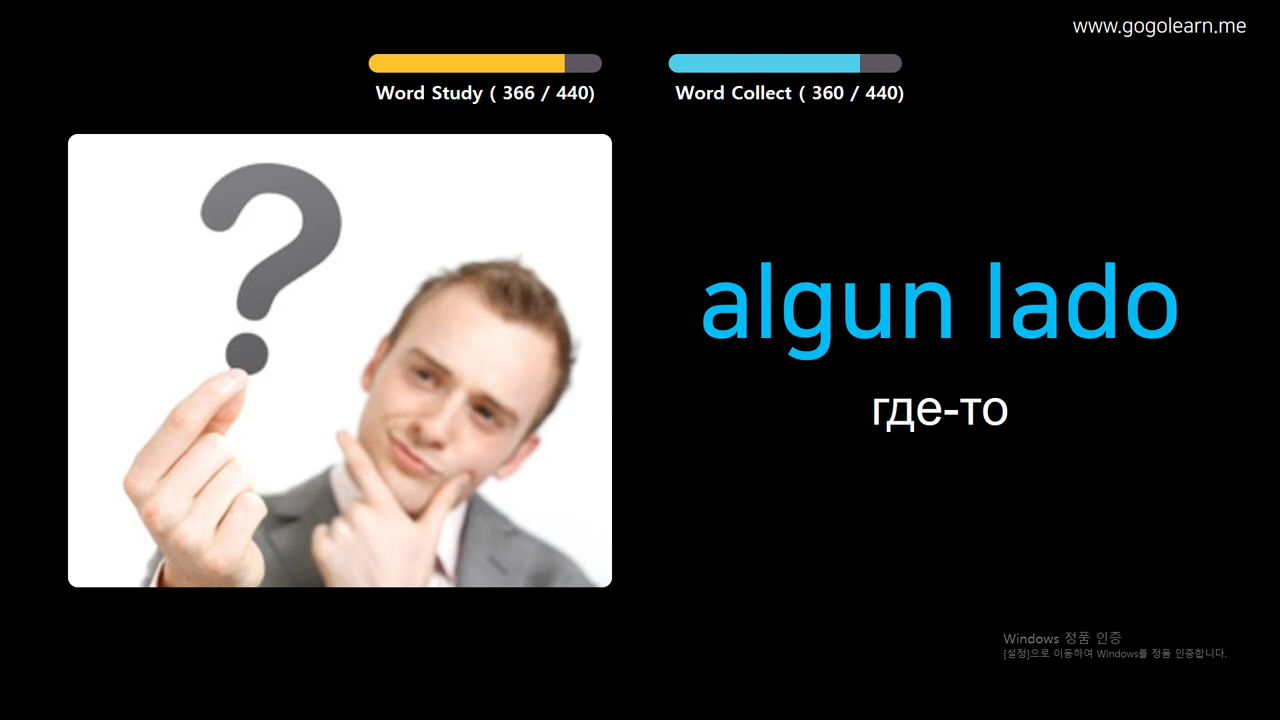 www.gogolearn.me
Word Study ( 366 / 440)
Word Collect ( 360 / 440)
?
algun lado
где-то
Windows 정품 인증
[설정]으로 이동하여 Windows를 정품 인증합니다.